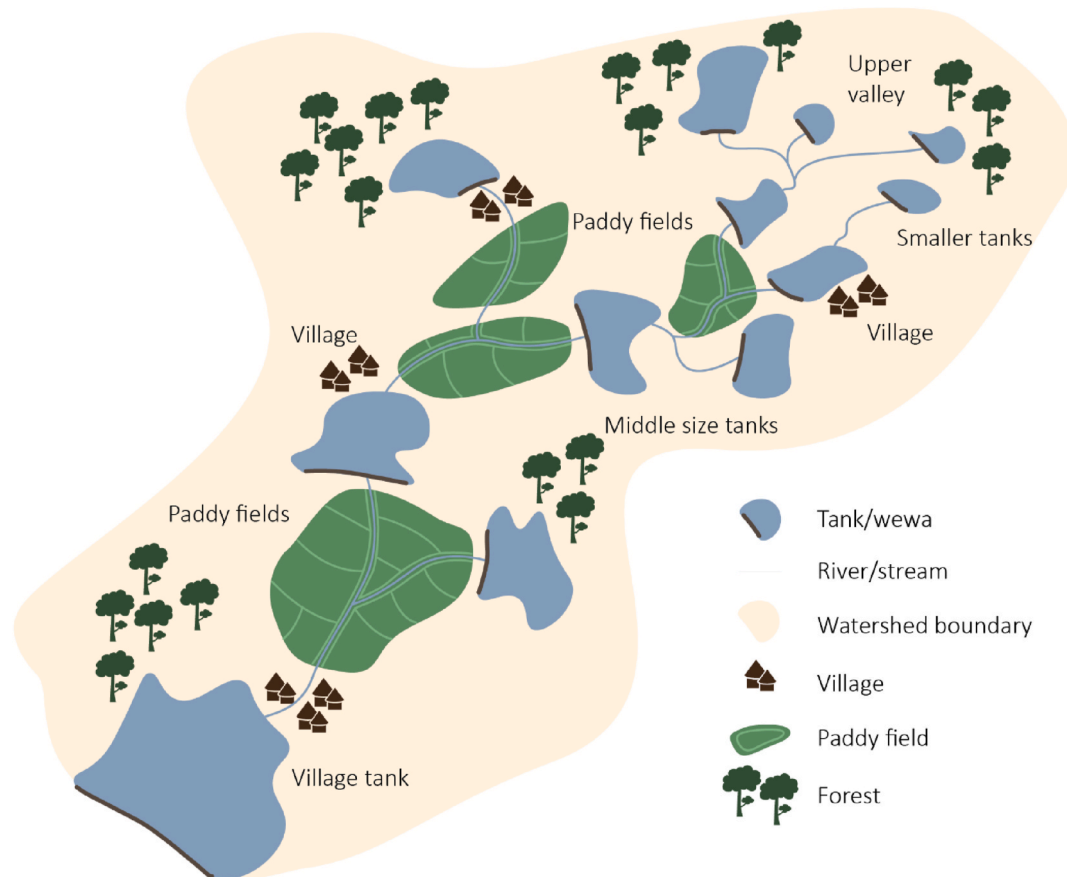 Upper
valley
Paddy fields
Smaller tanks
Village
Village
Middle size tanks
Paddy fields
Village tank
Tank/wewa
River/stream
Watershed boundary
Village
Paddy field
Forest